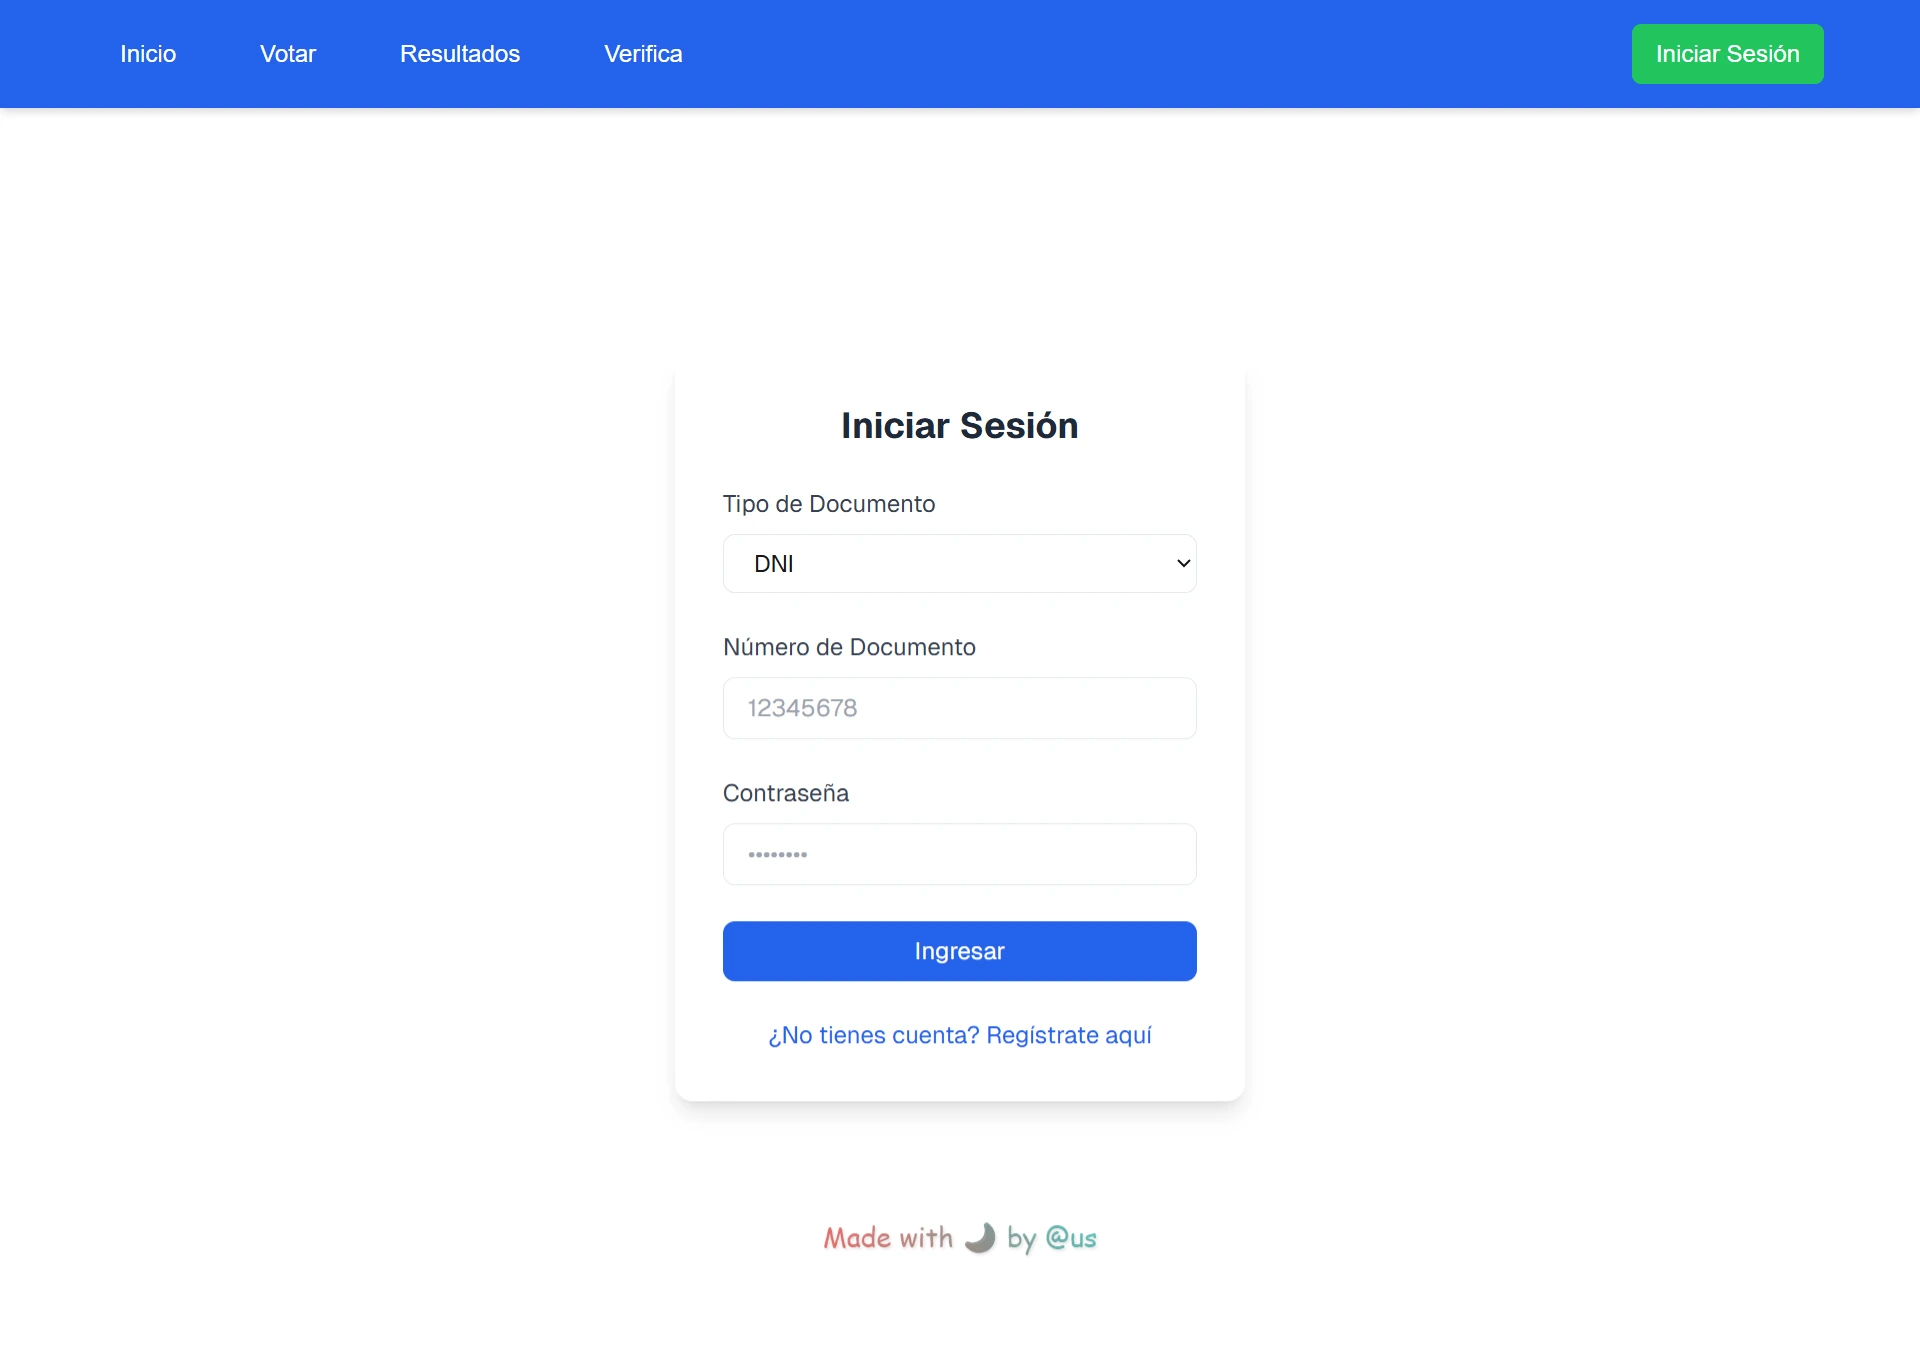 Inicio Votar Resultados Verifica Iniciar Sesión
Iniciar Sesión
Tipo de Documento
DNI
Número de Documento
12345678
Contraseña
••••••••
Ingresar
¿No tienes cuenta? Regístrate aquí
Made with 🌙 by @us